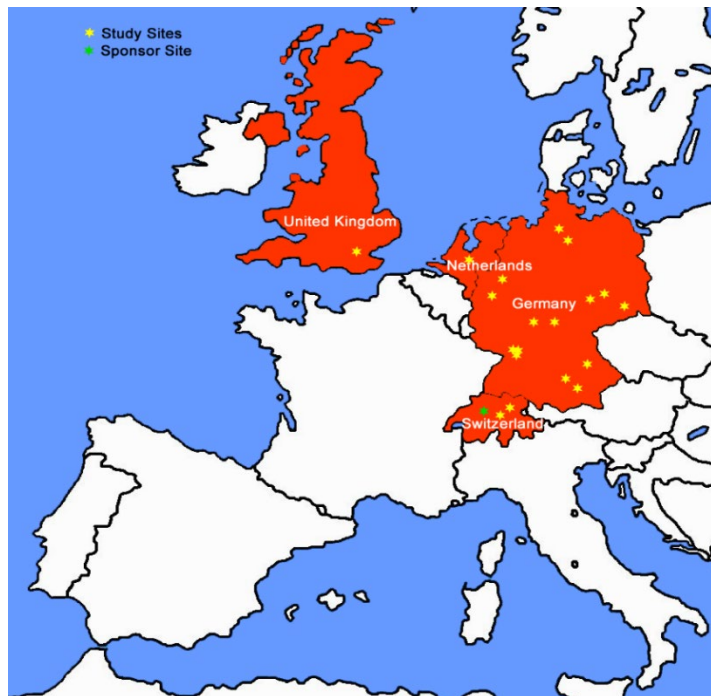 Study Sites
Sponsor Site
United Kingdom
Netherlands
Germany
Switzerland